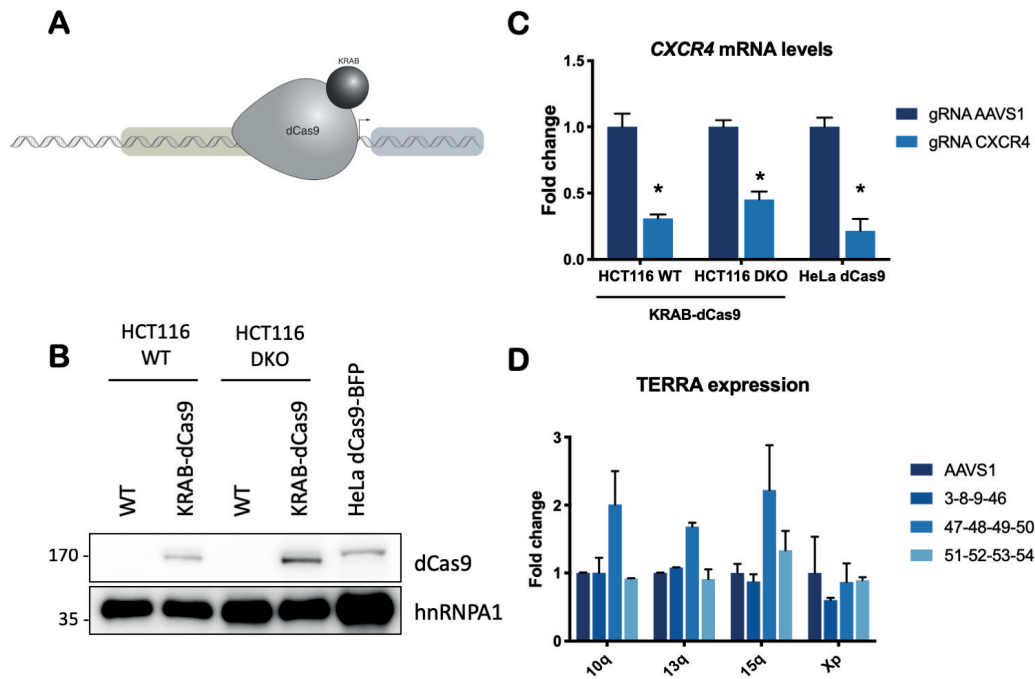 A
KRAB
dCas9
B
HCT116
WT
HCT116
DKO
WT
KRAB-dCas9
WT
KRAB-dCas9
HeLa dCas9-BFP
170 -
dCas9
35 -
hnRNPA1
C
CXCR4 mRNA levels
Fold change
1.5
1.0
0.5
0.0
*
*
*
HCT116 WT
HCT116 DKO
HeLa dCas9
KRAB-dCas9
gRNA AAVS1
gRNA CXCR4
D
TERRA expression
Fold change
3
2
1
0
10q
13q
15q
Xp
AAVS1
3-8-9-46
47-48-49-50
51-52-53-54